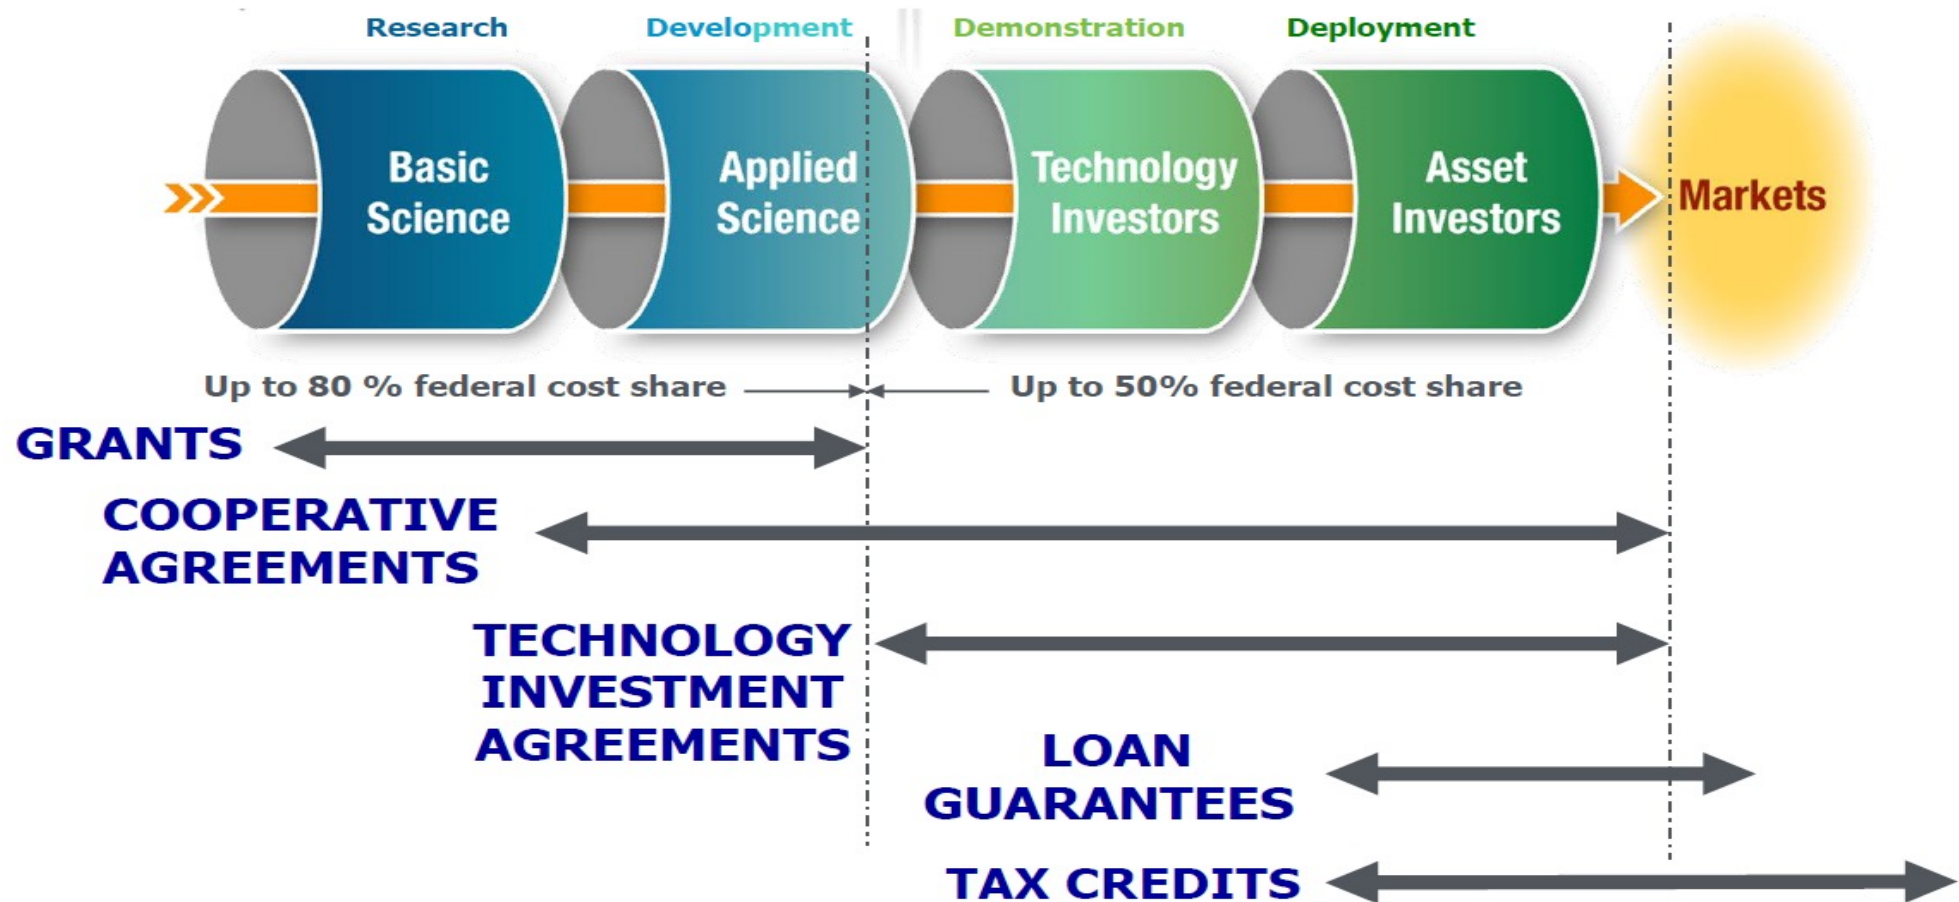 Research
Development
Demonstration
Deployment
Basic
Science
Applied
Science
Technology
Investors
Asset
Investors
Markets
Up to 80 % federal cost share
Up to 50% federal cost share
GRANTS
COOPERATIVE
AGREEMENTS
TECHNOLOGY
INVESTMENT
AGREEMENTS
LOAN
GUARANTEES
TAX CREDITS